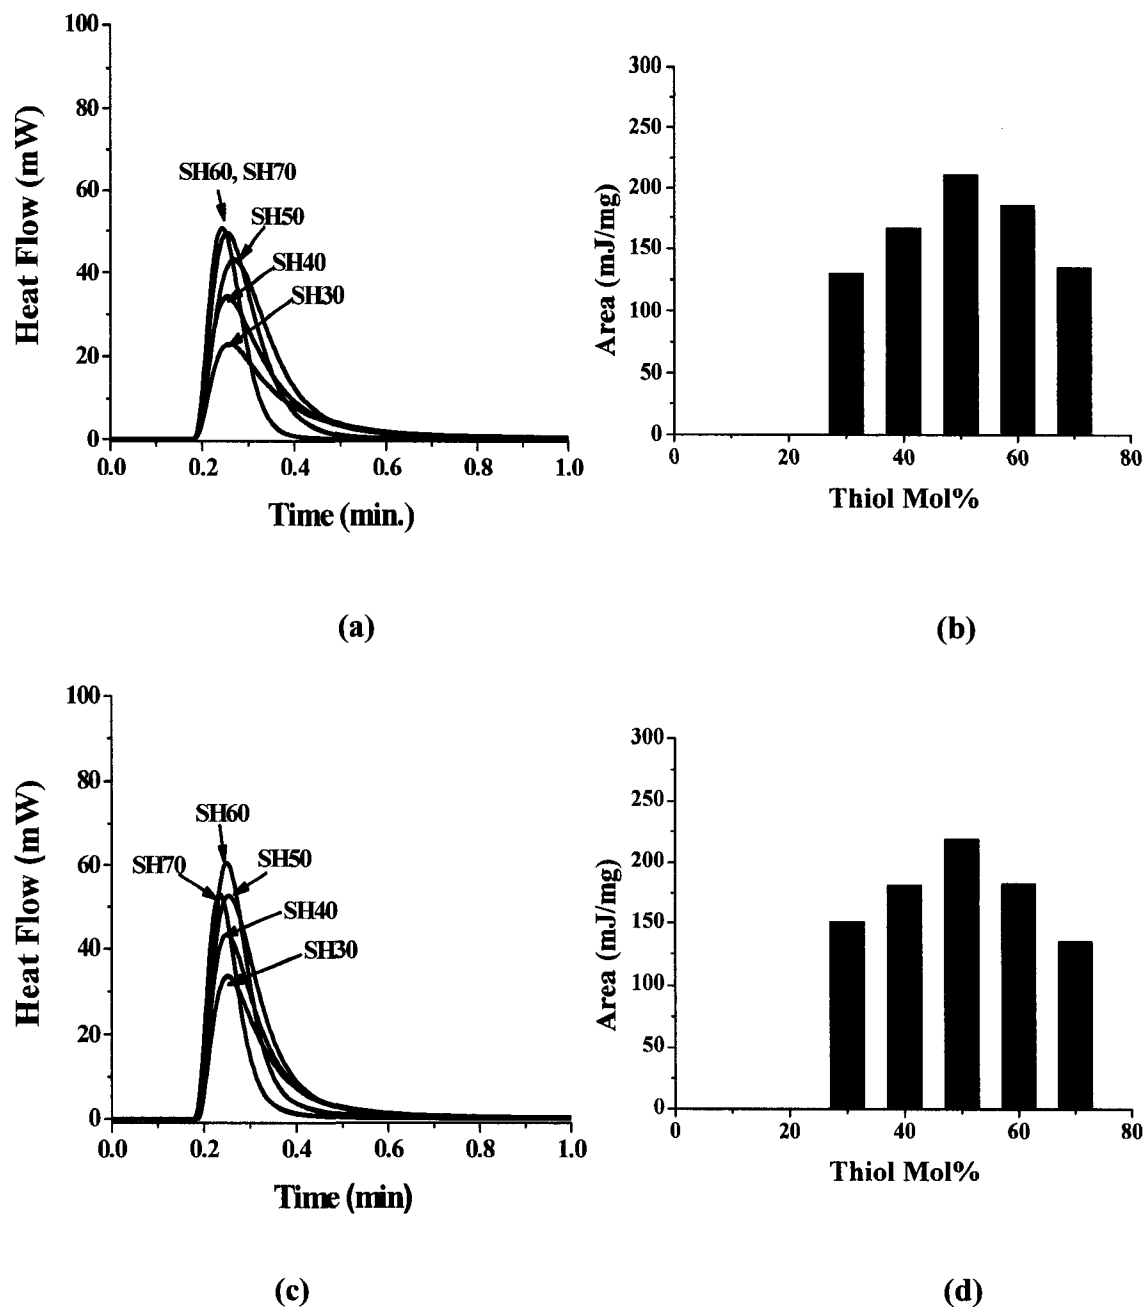 100
80
60
40
20
0
Heat Flow (mW)
SH60, SH70
SH50
SH40
SH30
0.0 0.2 0.4 0.6 0.8 1.0
Time (min.)
(a)
300
250
200
150
100
50
0
Area (mJ/mg)
0 20 40 60 80
Thiol Mol%
(b)
100
80
60
40
20
0
Heat Flow (mW)
SH60
SH70
SH50
SH40
SH30
0.0 0.2 0.4 0.6 0.8 1.0
Time (min)
(c)
300
250
200
150
100
50
0
Area (mJ/mg)
0 20 40 60 80
Thiol Mol%
(d)